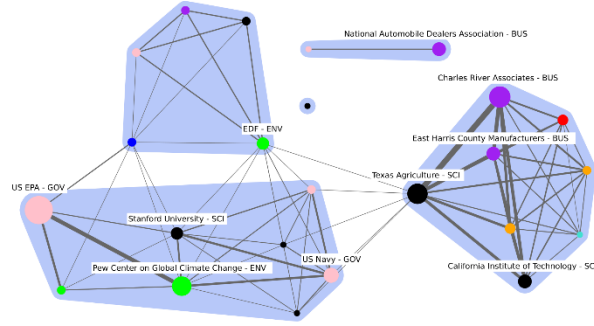 National Automobile Dealers Association - BUS
Charles River Associates - BUS
EDF - ENV
East Harris County Manufacturers - BUS
Texas Agriculture - SCI
US EPA - GOV
Stanford University - SCI
US Navy - GOV
Pew Center on Global Climate Change - ENV
California Institute of Technology - SC